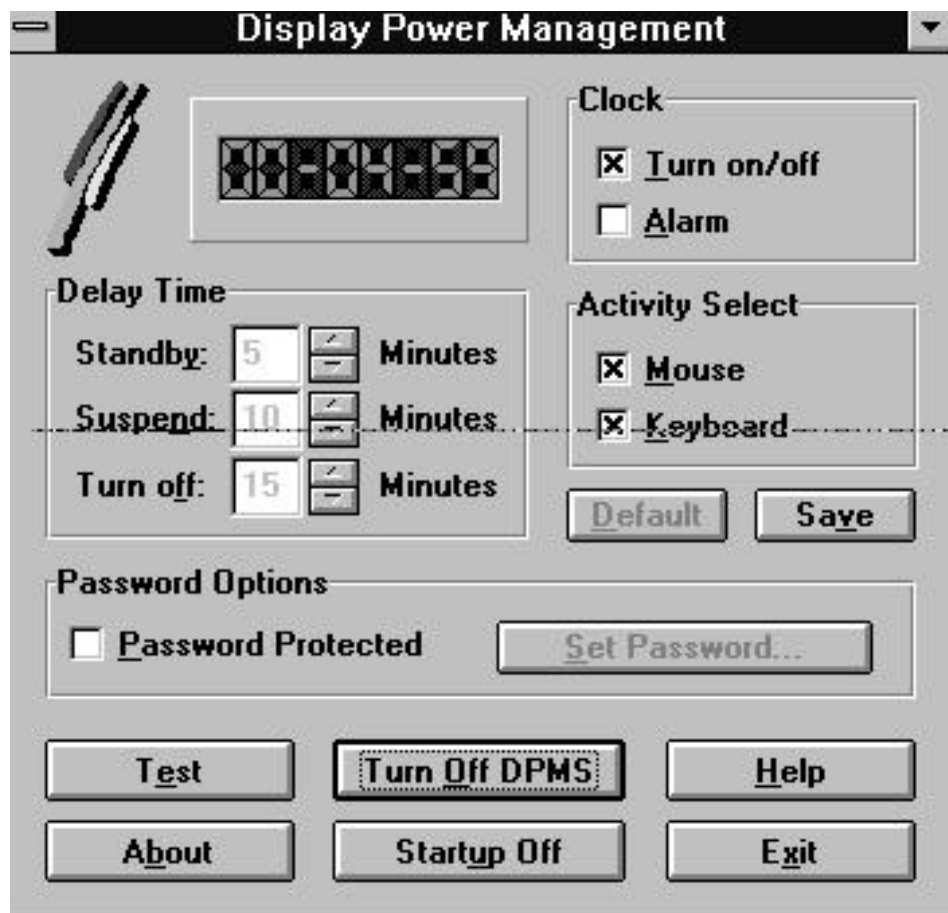 Display Power Management
Clock
Turn on/off
Alarm
Delay Time
Standby: 5 Minutes
Suspend: 10 Minutes
Turn off: 15 Minutes
Activity Select
Mouse
Keyboard
Default Save
Password Options
Password Protected Set Password...
Test Turn Off DPMS Help
About Startup Off Exit